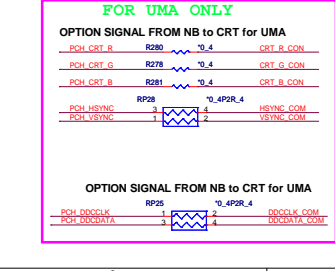 FOR UMA ONLY
OPTION SIGNAL FROM NB to CRT for UMA
PCH_CRT_R R280 *0_4 CRT_R_CON
PCH_CRT_G R278 *0_4 CRT_G_CON
PCH_CRT_B R281 *0_4 CRT_B_CON
RP28 *0_4P2R_4
PCH_HSYNC 3 4 HSYNC_COM
PCH_VSYNC 1 2 VSYNC_COM
OPTION SIGNAL FROM NB to CRT for UMA
RP25 *0_4P2R_4
PCH_DDCCLK 1 2 DDCCLK_COM
PCH_DDCDATA 3 4 DDCDATA_COM